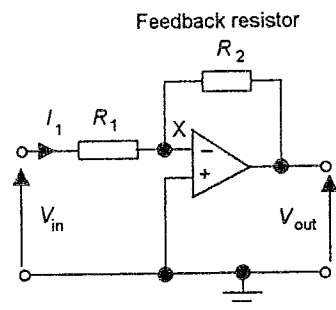 Feedback resistor
R2
I1 R1 X
−
+
Vin
Vout